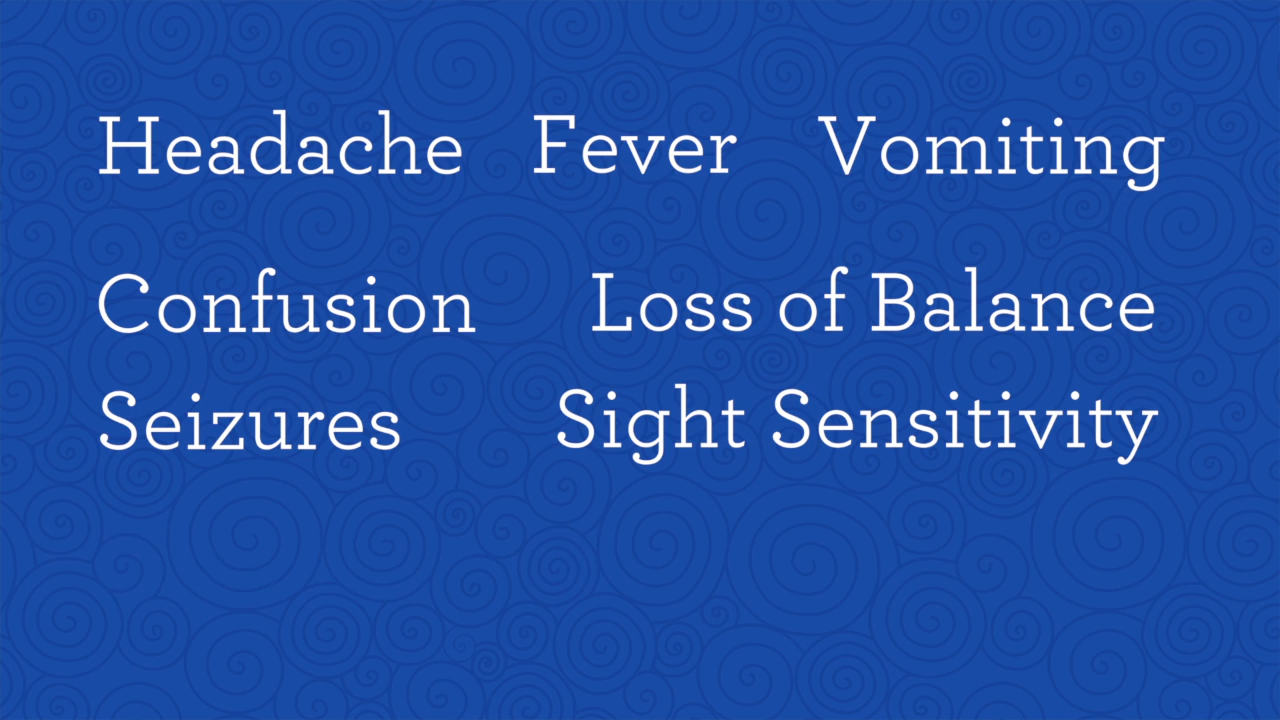 Headache Fever Vomiting
Confusion Loss of Balance
Seizures Sight Sensitivity